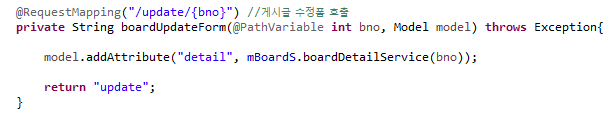 @RequestMapping("/update/{bno}") //게시글 수정폼 호출
private String boardUpdateForm(@PathVariable int bno, Model model) throws Exception{
model.addAttribute("detail", mBoardS.boardDetailService(bno));
return "update";
}